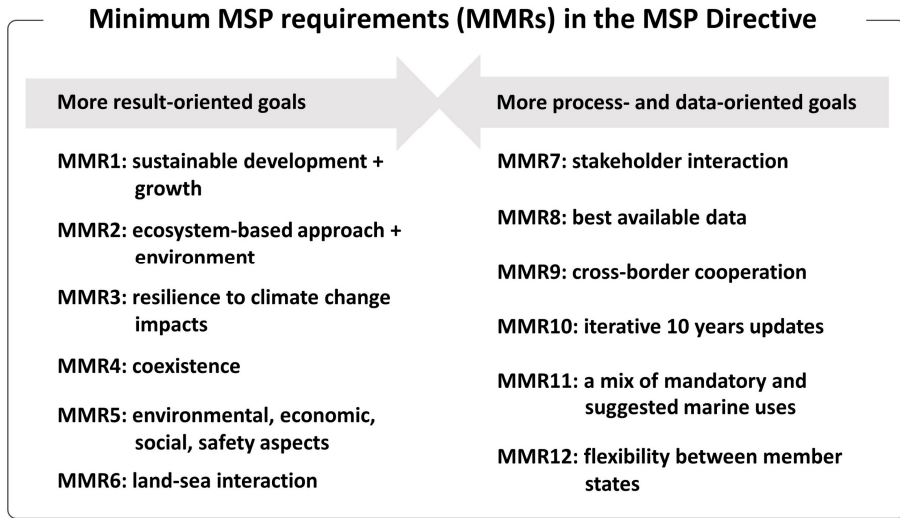 Minimum MSP requirements (MMRs) in the MSP Directive
More result-oriented goals
MMR1: sustainable development +
growth
MMR2: ecosystem-based approach +
environment
MMR3: resilience to climate change
impacts
MMR4: coexistence
MMR5: environmental, economic,
social, safety aspects
MMR6: land-sea interaction
More process- and data-oriented goals
MMR7: stakeholder interaction
MMR8: best available data
MMR9: cross-border cooperation
MMR10: iterative 10 years updates
MMR11: a mix of mandatory and
suggested marine uses
MMR12: flexibility between member
states